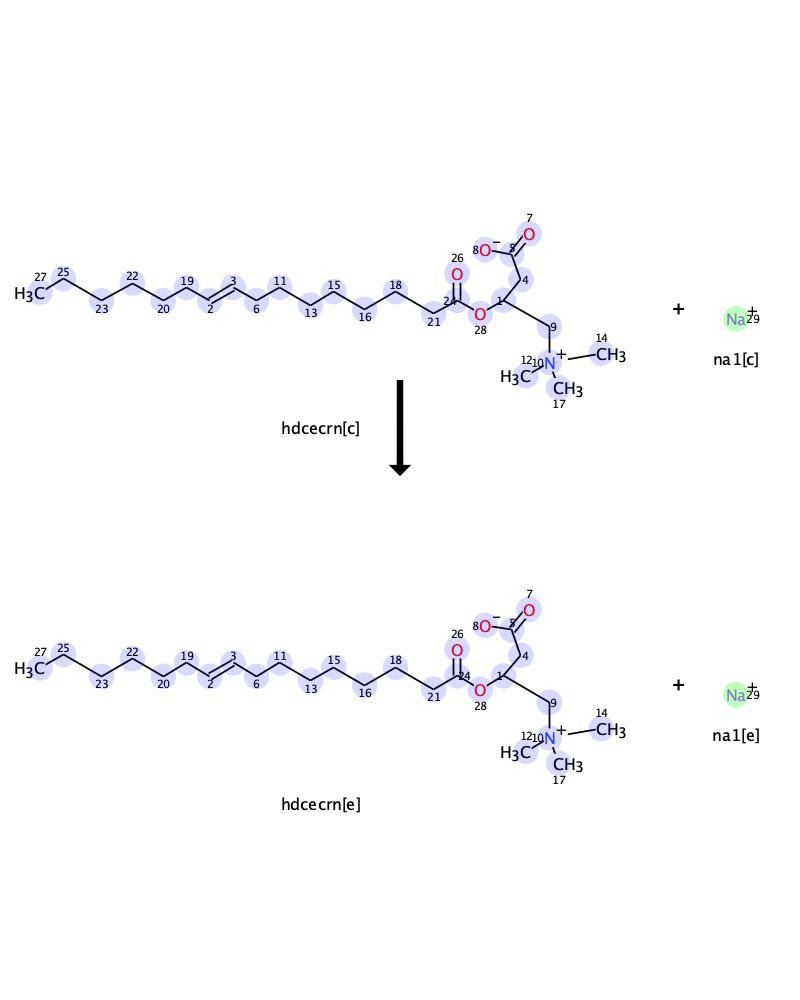 7
8 O − 5 O
26
27 25 22 19 3 11 15 18 O 4
H3C 23 20 2 6 13 16 21 24 O 1
28
9
+ Na + 29
14
12 10 N + CH3
H3C CH3
17
na1[c]
hdcecrn[c]
7
8 O − 5 O
26
27 25 22 19 3 11 15 18 O 4
H3C 23 20 2 6 13 16 21 24 O 1
28
9
+ Na + 29
14
12 10 N + CH3
H3C CH3
17
na1[e]
hdcecrn[e]